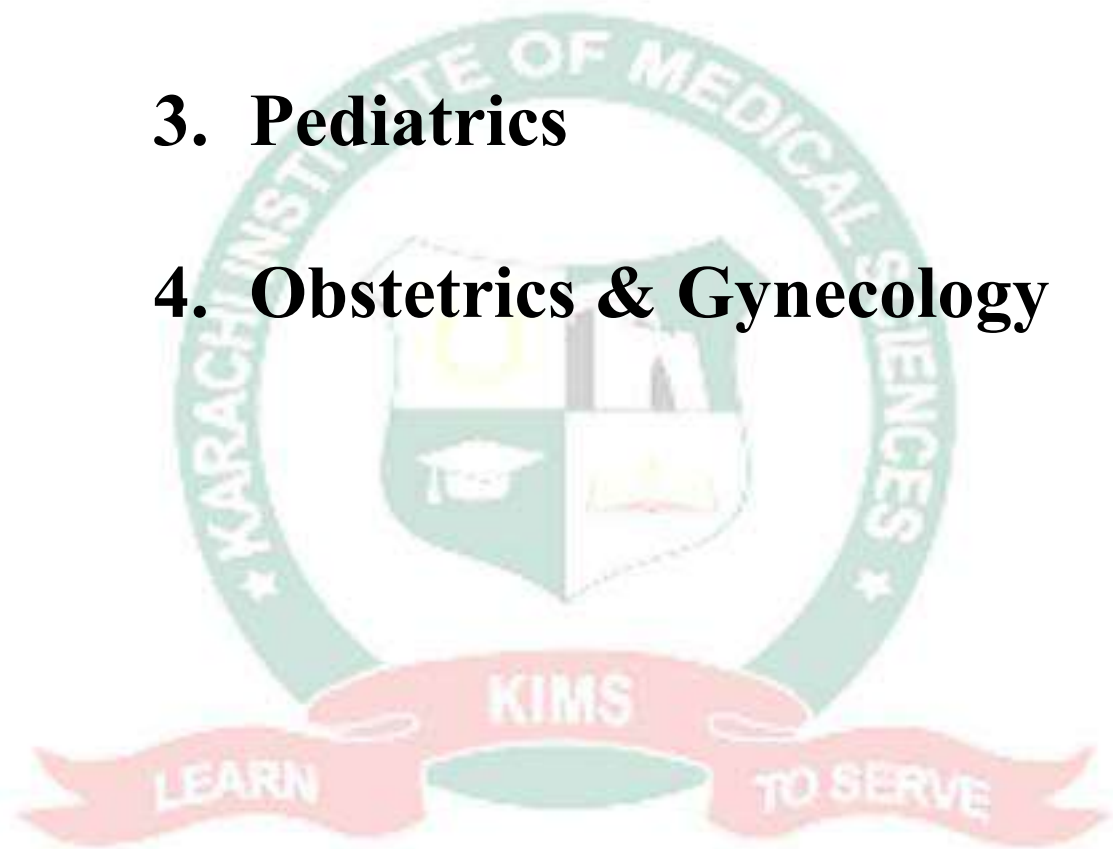 3. Pediatrics
4. Obstetrics & Gynecology
KARACHI INSTITUTE OF MEDICAL SCIENCES
KIMS
LEARN TO SERVE